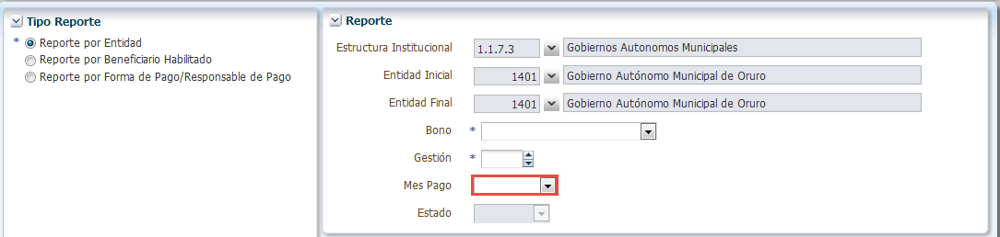 Tipo Reporte
* Reporte por Entidad
Reporte por Beneficiario Habilitado
Reporte por Forma de Pago/Responsable de Pago
Reporte
Estructura Institucional 1.1.7.3 Gobiernos Autonomos Municipales
Entidad Inicial 1401 Gobierno Autónomo Municipal de Oruro
Entidad Final 1401 Gobierno Autónomo Municipal de Oruro
Bono *
Gestión *
Mes Pago
Estado